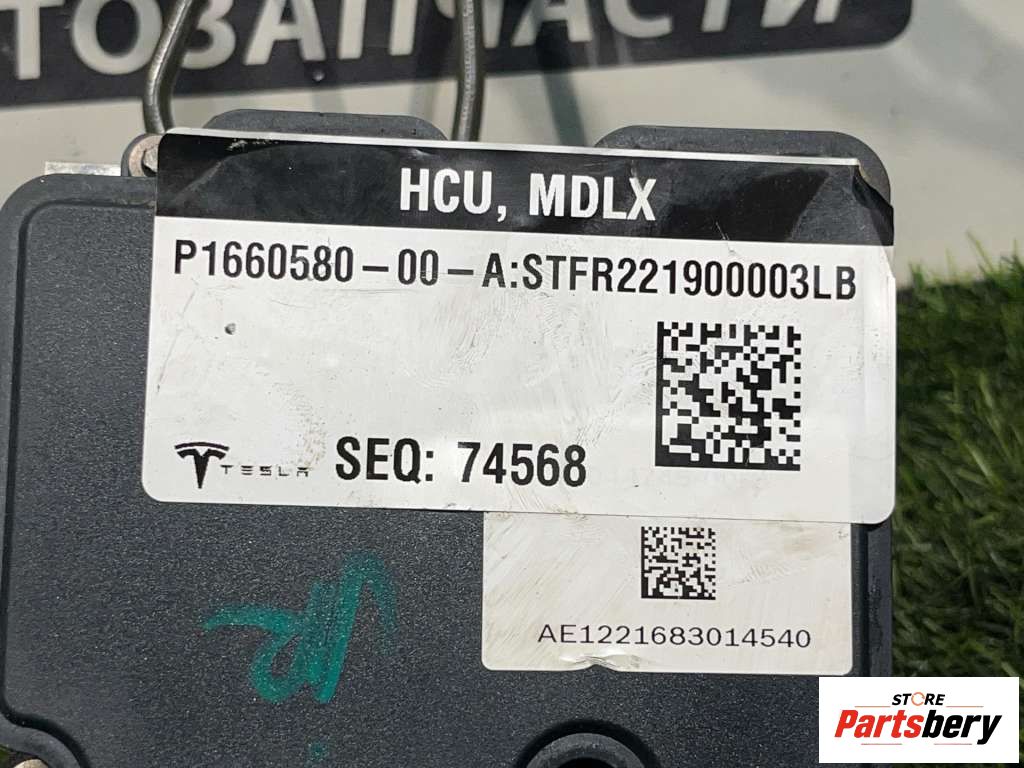 ТОЗАПЧАСТИ
HCU, MDLX
P1660580-00-A:STFR221900003LB
TESLA SEQ: 74568
AE1221683014540
STORE
Partsbery